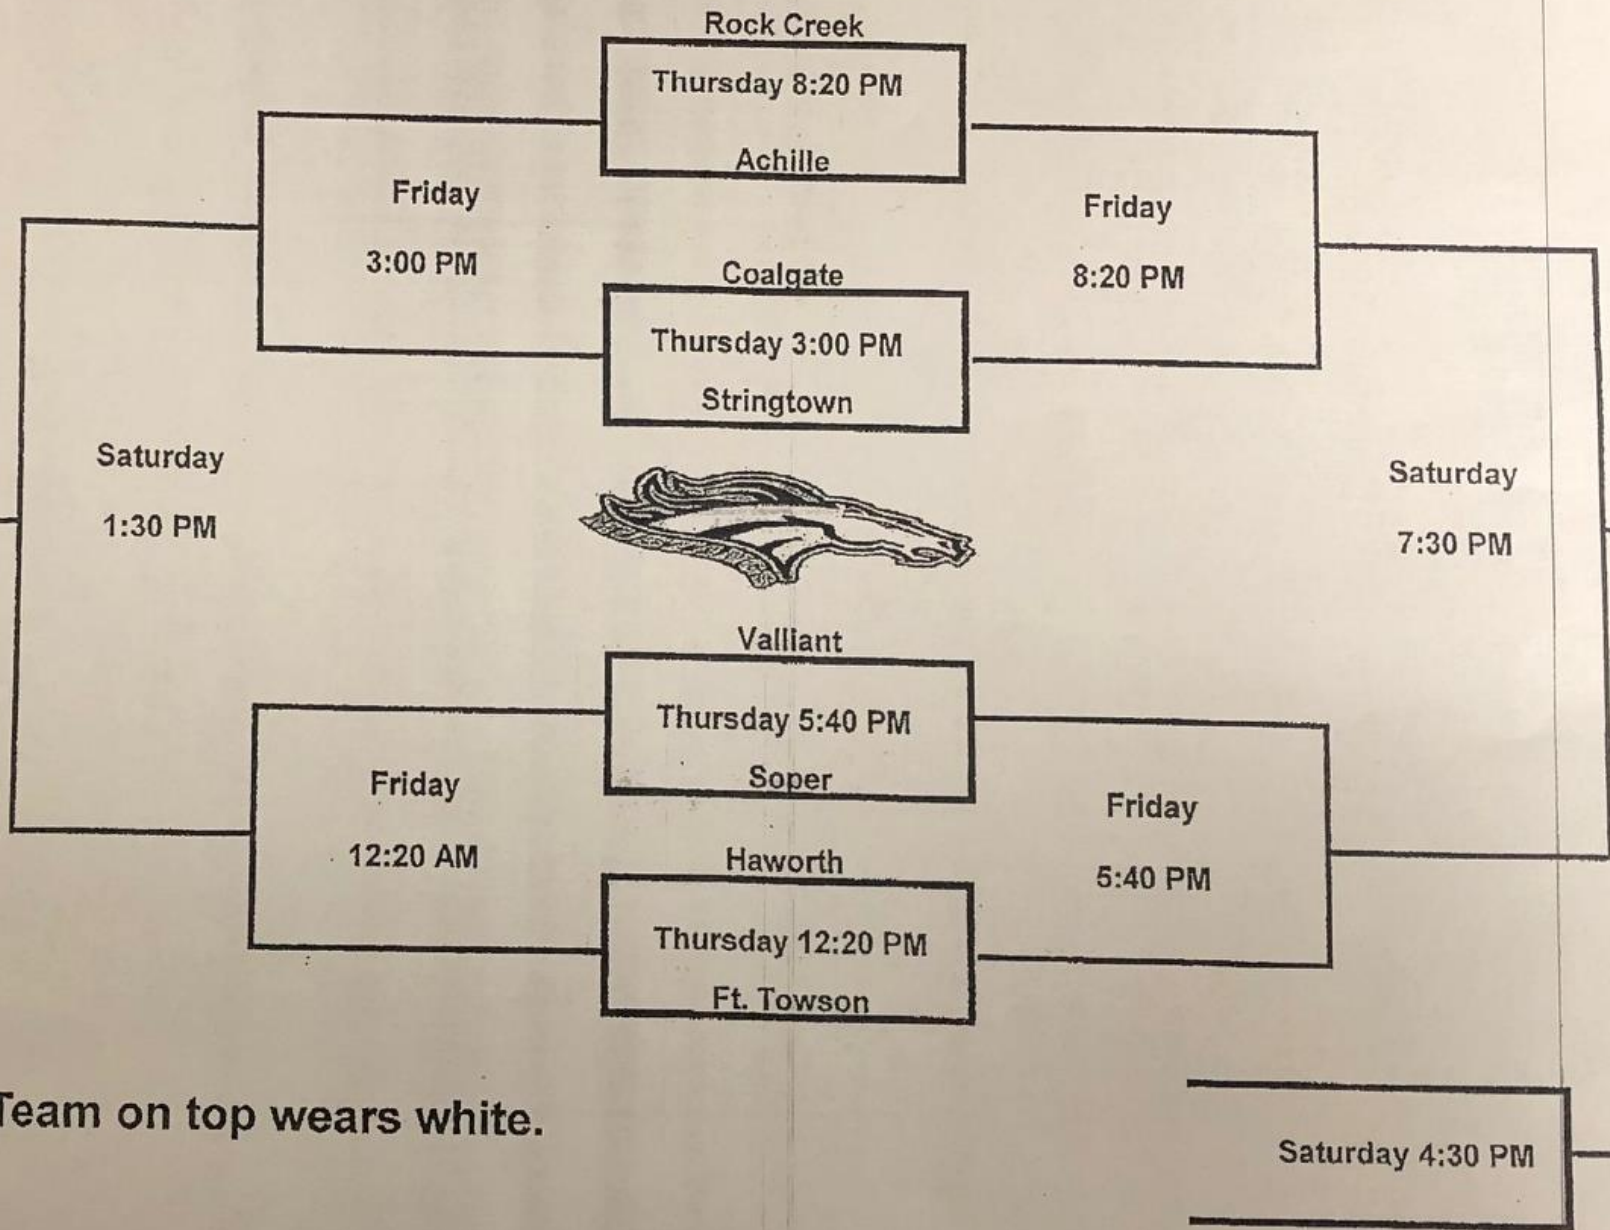 Rock Creek
Thursday 8:20 PM
Achille
Friday
3:00 PM
Friday
8:20 PM
Coalgate
Thursday 3:00 PM
Stringtown
Saturday
1:30 PM
Saturday
7:30 PM
Valliant
Thursday 5:40 PM
Soper
Friday
12:20 AM
Friday
5:40 PM
Haworth
Thursday 12:20 PM
Ft. Towson
Team on top wears white.
Saturday 4:30 PM